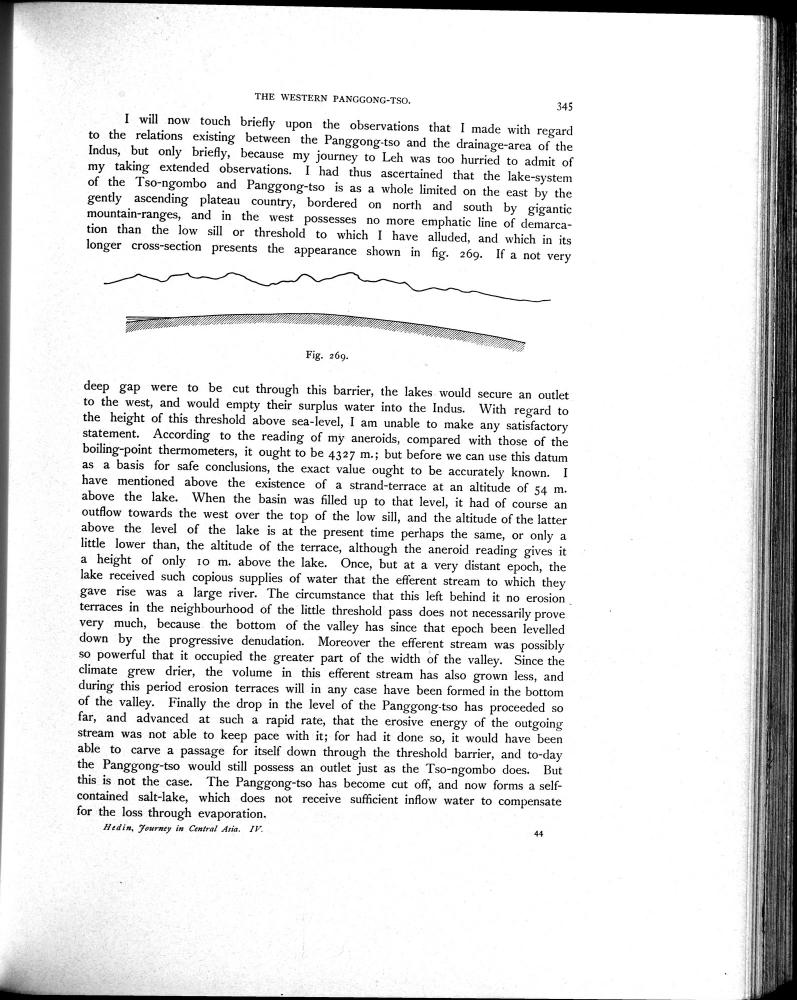 THE WESTERN PANGGONG-TSO.
345
I will now touch briefly upon the observations that I made with regard
to the relations existing between the Panggong-tso and the drainage-area of the
Indus, but only briefly, because my journey to Leh was too hurried to admit of
my taking extended observations. I had thus ascertained that the lake-system
of the Tso-ngombo and Panggong-tso is as a whole limited on the east by the
gently ascending plateau country, bordered on north and south by gigantic
mountain-ranges, and in the west possesses no more emphatic line of demarca-
tion than the low sill or threshold to which I have alluded, and which in its
longer cross-section presents the appearance shown in fig. 269. If a not very
Fig. 269.
deep gap were to be cut through this barrier, the lakes would secure an outlet
to the west, and would empty their surplus water into the Indus. With regard to
the height of this threshold above sea-level, I am unable to make any satisfactory
statement. According to the reading of my aneroids, compared with those of the
boiling-point thermometers, it ought to be 4327 m.; but before we can use this datum
as a basis for safe conclusions, the exact value ought to be accurately known. I
have mentioned above the existence of a strand-terrace at an altitude of 54 m.
above the lake. When the basin was filled up to that level, it had of course an
outflow towards the west over the top of the low sill, and the altitude of the latter
above the level of the lake is at the present time perhaps the same, or only a
little lower than, the altitude of the terrace, although the aneroid reading gives it
a height of only 10 m. above the lake. Once, but at a very distant epoch, the
lake received such copious supplies of water that the efferent stream to which they
gave rise was a large river. The circumstance that this left behind it no erosion
terraces in the neighbourhood of the little threshold pass does not necessarily prove
very much, because the bottom of the valley has since that epoch been levelled
down by the progressive denudation. Moreover the efferent stream was possibly
so powerful that it occupied the greater part of the width of the valley. Since the
climate grew drier, the volume in this efferent stream has also grown less, and
during this period erosion terraces will in any case have been formed in the bottom
of the valley. Finally the drop in the level of the Panggong-tso has proceeded so
far, and advanced at such a rapid rate, that the erosive energy of the outgoing
stream was not able to keep pace with it; for had it done so, it would have been
able to carve a passage for itself down through the threshold barrier, and to-day
the Panggong-tso would still possess an outlet just as the Tso-ngombo does. But
this is not the case. The Panggong-tso has become cut off, and now forms a self-
contained salt-lake, which does not receive sufficient inflow water to compensate
for the loss through evaporation.
Hedin, Journey in Central Asia. IV.
44